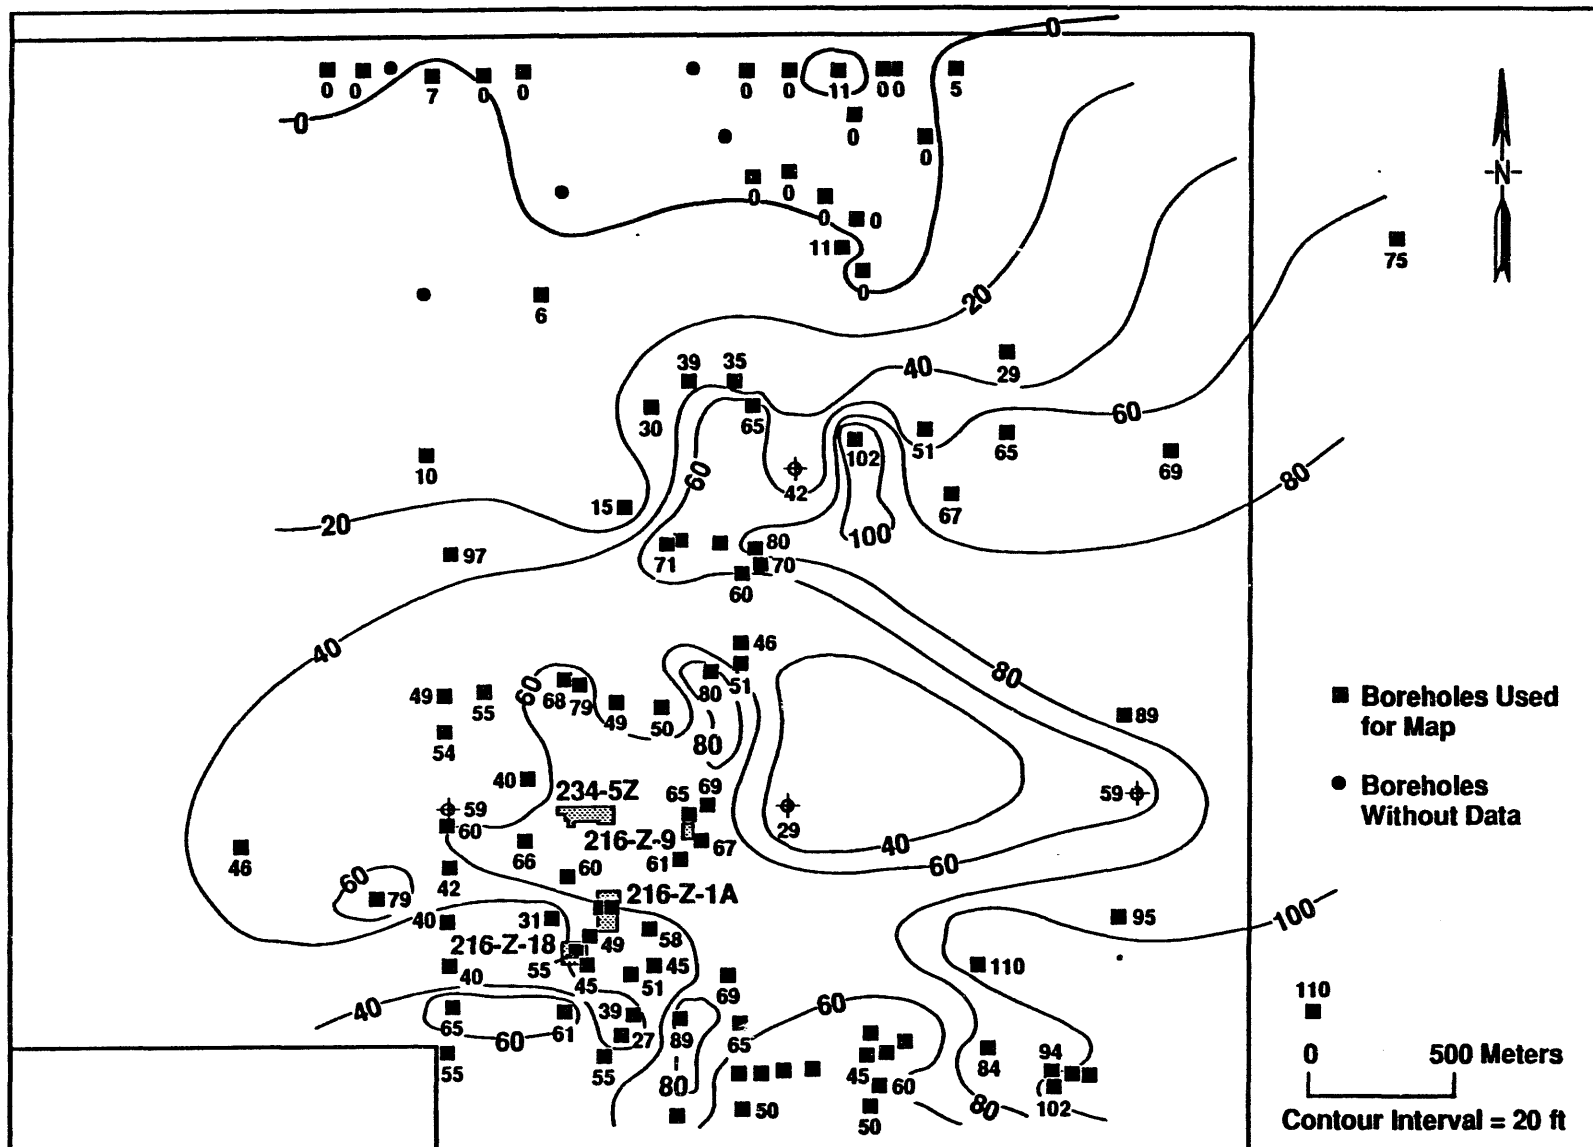 0
0 0 7 0 0 0 0 11 0 0 5
0
0 0
0 0
0 0
11
N
75
0
6
20
39 35 40 29
30 65 60
10 60 102 51 65 69
42 80
15 67
20
100
97 71 80
70
60
40 46
80
49 55 60 68 79 49 50 80 51
54 80 89
■ Boreholes Used
for Map
● Boreholes
Without Data
40 234-5Z 65 69 59
59
60 216-Z-9 67 29 40
46 66 60 61 60
42
60 79 216-Z-1A
40 31 58 95 100
216-Z-18 49
40 55 45 51 45 69 110
110
40 65 61 39 60
60 27 89 65
55 55 45 84 94
80 60 102
50 50 80
0 500 Meters
Contour Interval = 20 ft